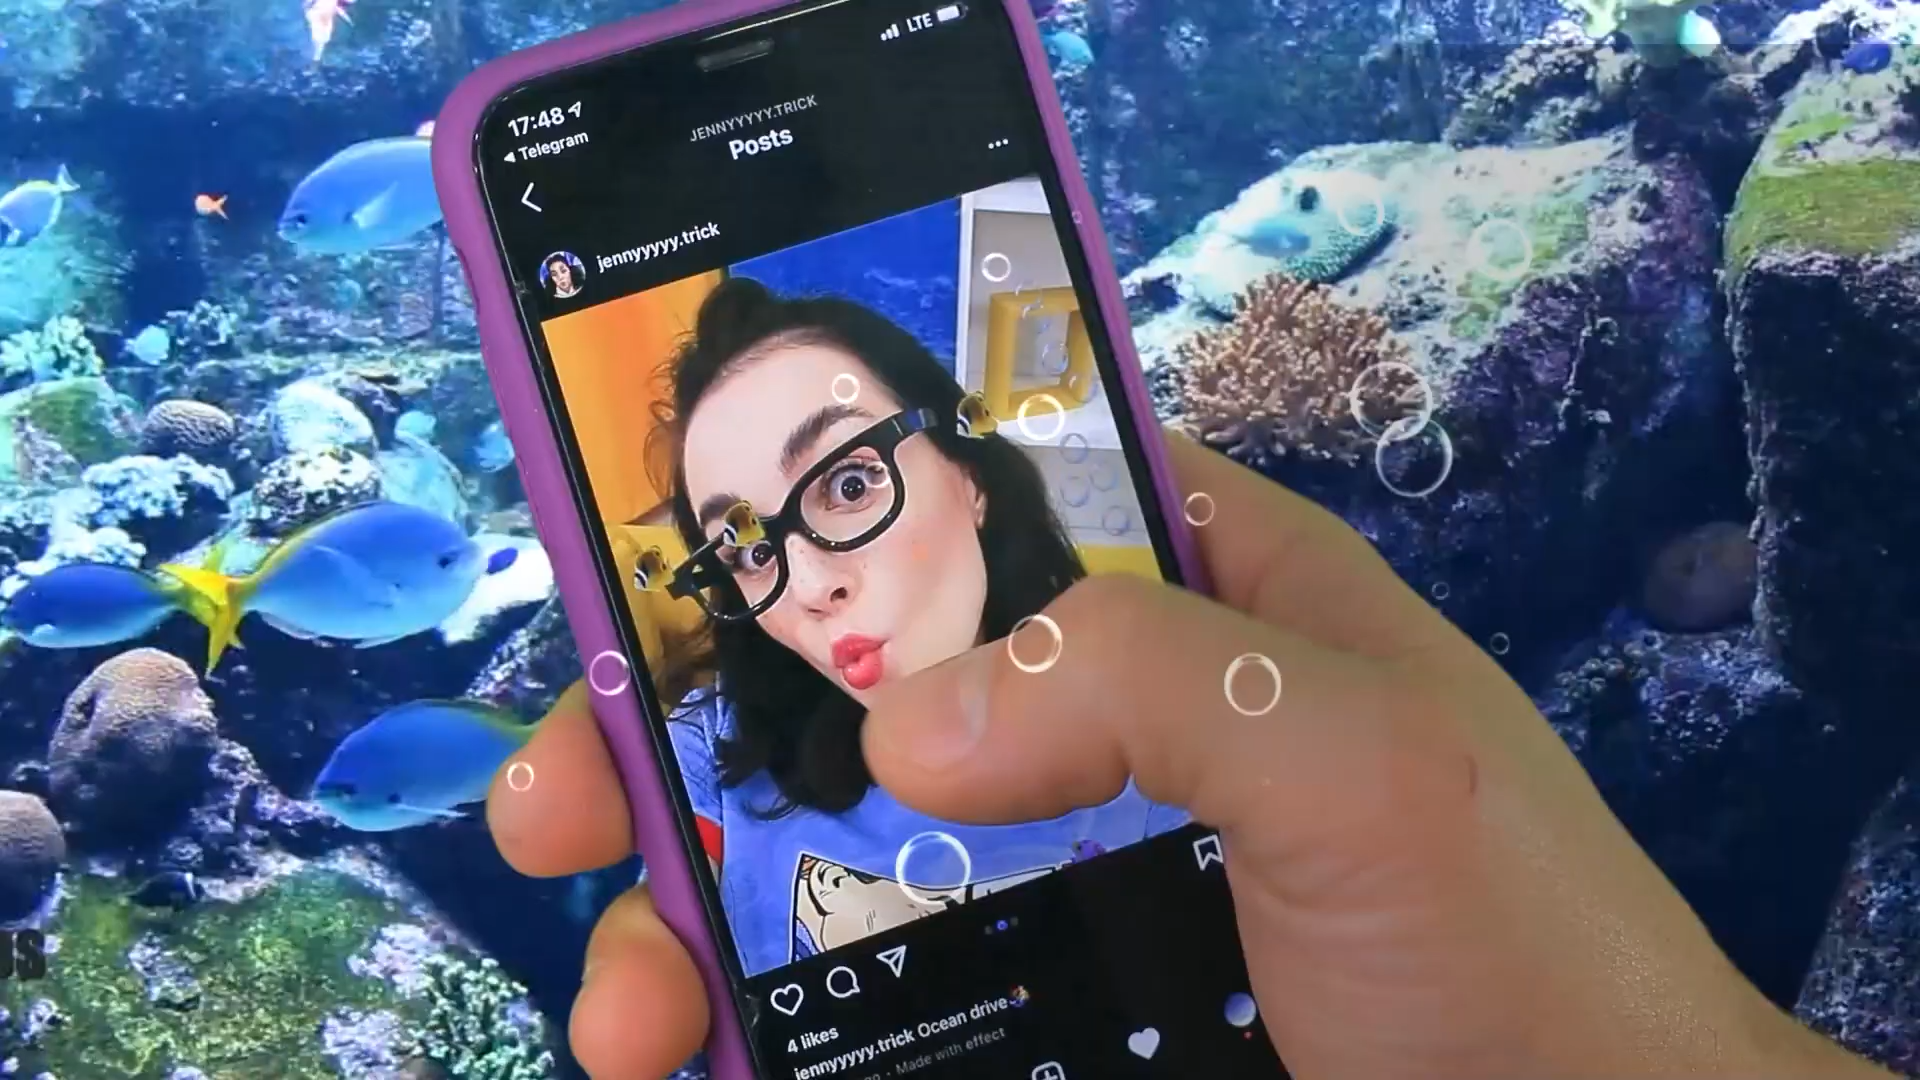 17:48
LTE
Telegram
JENNYYYYY.TRICK
Posts
jennyyyyy.trick
4 likes
jennyyyyy.trick Ocean drive
Made with effect